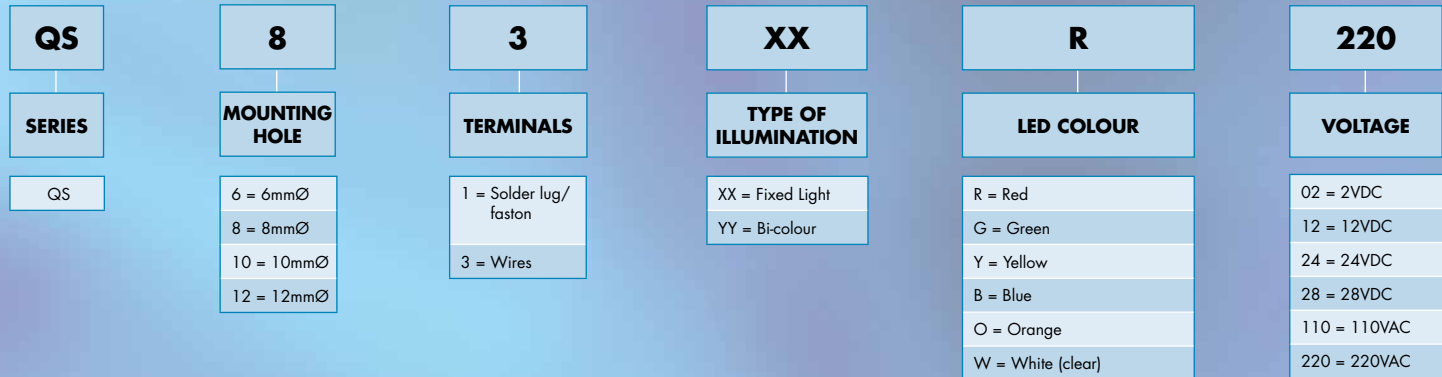 QS
8
3
XX
R
220
SERIES
MOUNTING
HOLE
TERMINALS
TYPE OF
ILLUMINATION
LED COLOUR
VOLTAGE
QS
6 = 6mmØ
8 = 8mmØ
10 = 10mmØ
12 = 12mmØ
1 = Solder lug/
faston
3 = Wires
XX = Fixed Light
YY = Bi-colour
R = Red
G = Green
Y = Yellow
B = Blue
O = Orange
W = White (clear)
02 = 2VDC
12 = 12VDC
24 = 24VDC
28 = 28VDC
110 = 110VAC
220 = 220VAC